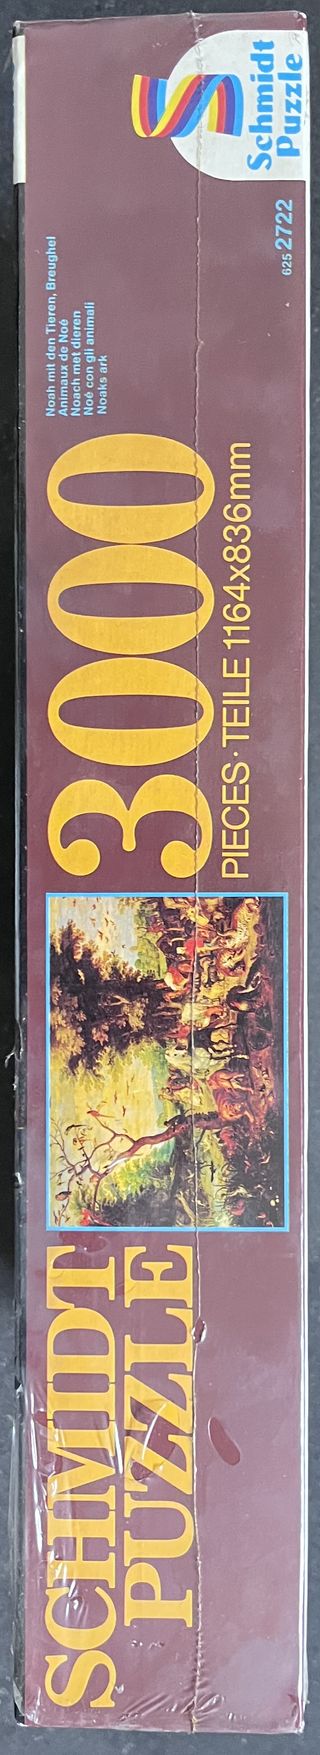 SCHMIDT
PUZZLE
3000
PIECES·TEILE 1164x836mm
Noah mit den Tieren, Breughel
Animaux de Noé
Noach met dieren
Noé con gli animali
Noaks ark
625 2722
Schmidt
Puzzle